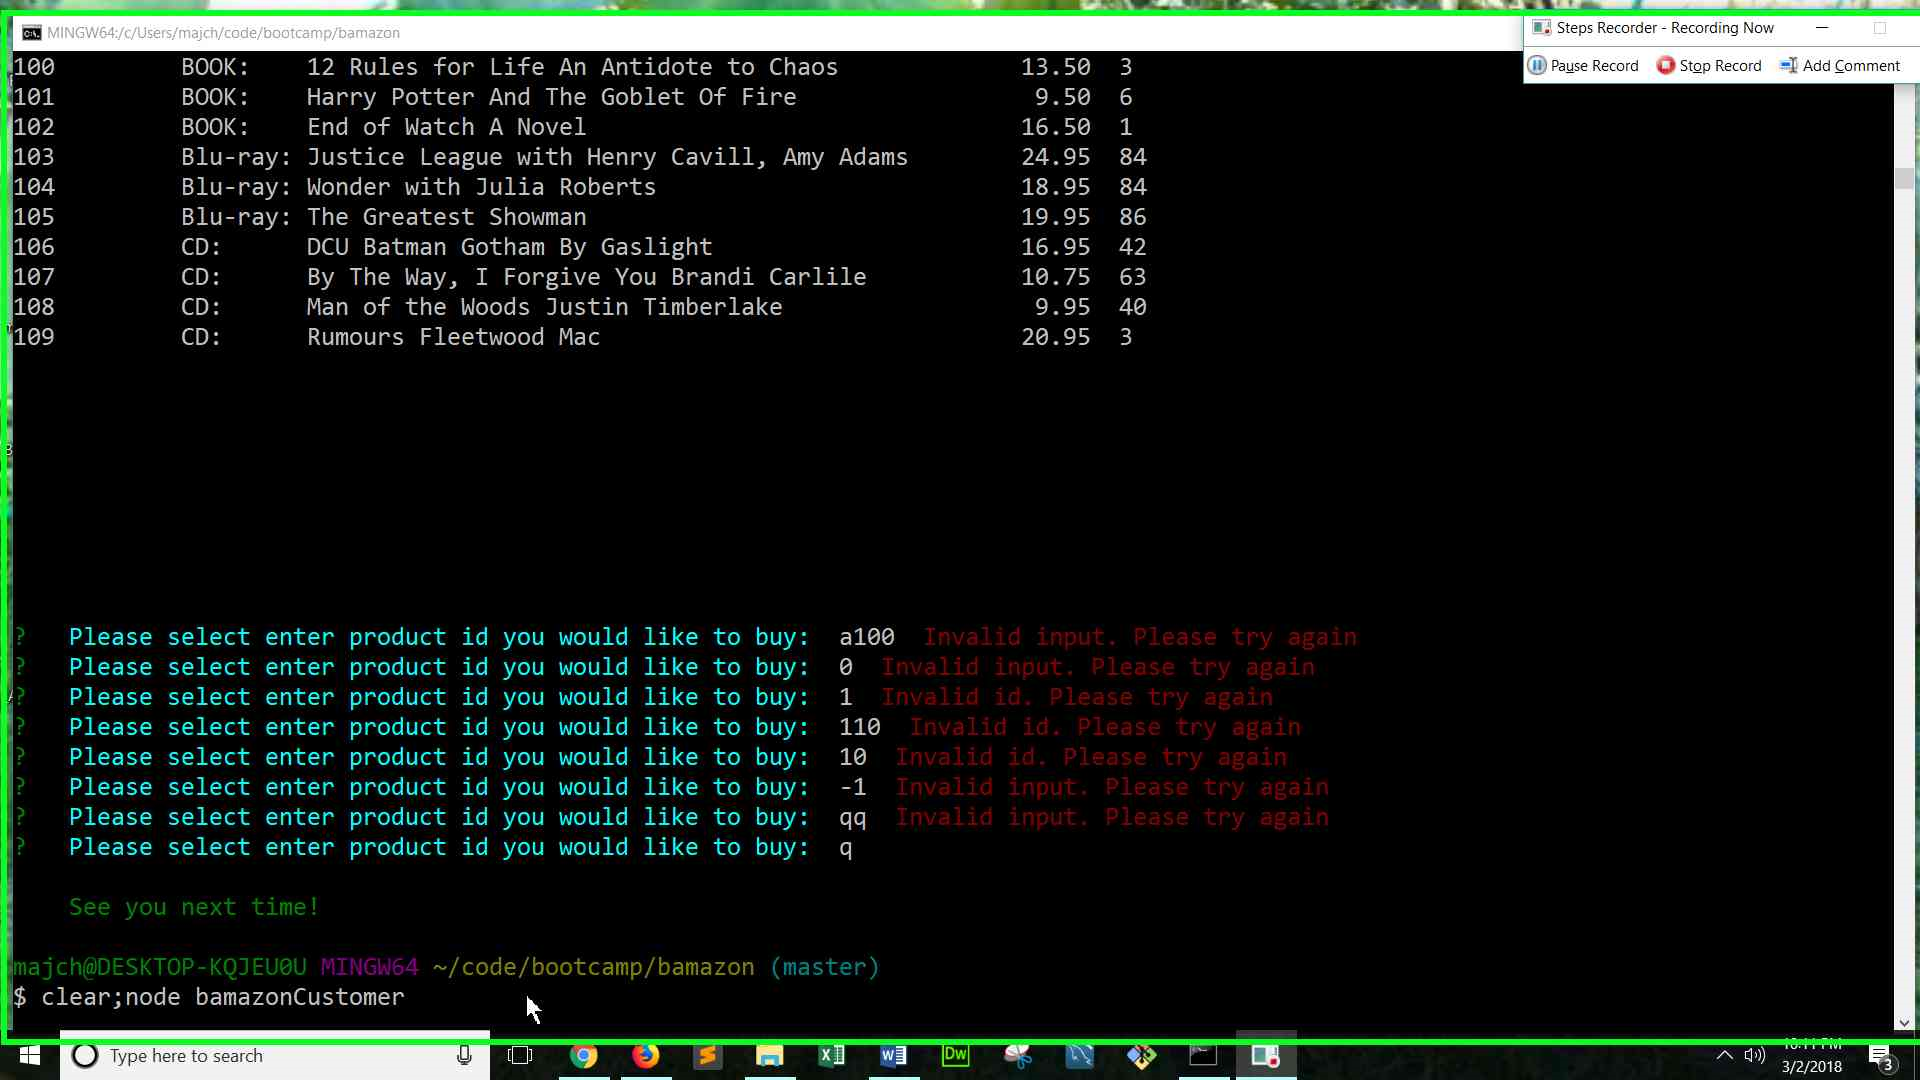 MINGW64:/c/Users/majch/code/bootcamp/bamazon
Steps Recorder - Recording Now
Pause Record Stop Record Add Comment
100 BOOK: 12 Rules for Life An Antidote to Chaos 13.50 3
101 BOOK: Harry Potter And The Goblet Of Fire 9.50 6
102 BOOK: End of Watch A Novel 16.50 1
103 Blu-ray: Justice League with Henry Cavill, Amy Adams 24.95 84
104 Blu-ray: Wonder with Julia Roberts 18.95 84
105 Blu-ray: The Greatest Showman 19.95 86
106 CD: DCU Batman Gotham By Gaslight 16.95 42
107 CD: By The Way, I Forgive You Brandi Carlile 10.75 63
108 CD: Man of the Woods Justin Timberlake 9.95 40
109 CD: Rumours Fleetwood Mac 20.95 3
? Please select enter product id you would like to buy: a100 Invalid input. Please try again
? Please select enter product id you would like to buy: 0 Invalid input. Please try again
? Please select enter product id you would like to buy: 1 Invalid id. Please try again
? Please select enter product id you would like to buy: 110 Invalid id. Please try again
? Please select enter product id you would like to buy: 10 Invalid id. Please try again
? Please select enter product id you would like to buy: -1 Invalid input. Please try again
? Please select enter product id you would like to buy: qq Invalid input. Please try again
? Please select enter product id you would like to buy: q
See you next time!
majch@DESKTOP-KQJEU0U MINGW64 ~/code/bootcamp/bamazon (master)
$ clear;node bamazonCustomer
Type here to search
Dw
3/2/2018
3